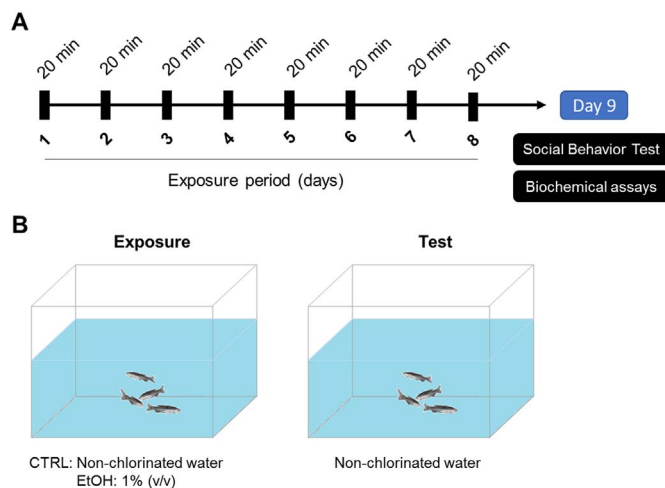 A
20 min 20 min 20 min 20 min 20 min 20 min 20 min 20 min
Day 9
1 2 3 4 5 6 7 8
Exposure period (days)
Social Behavior Test
Biochemical assays
B
Exposure
Test
CTRL: Non-chlorinated water
EtOH: 1% (v/v)
Non-chlorinated water